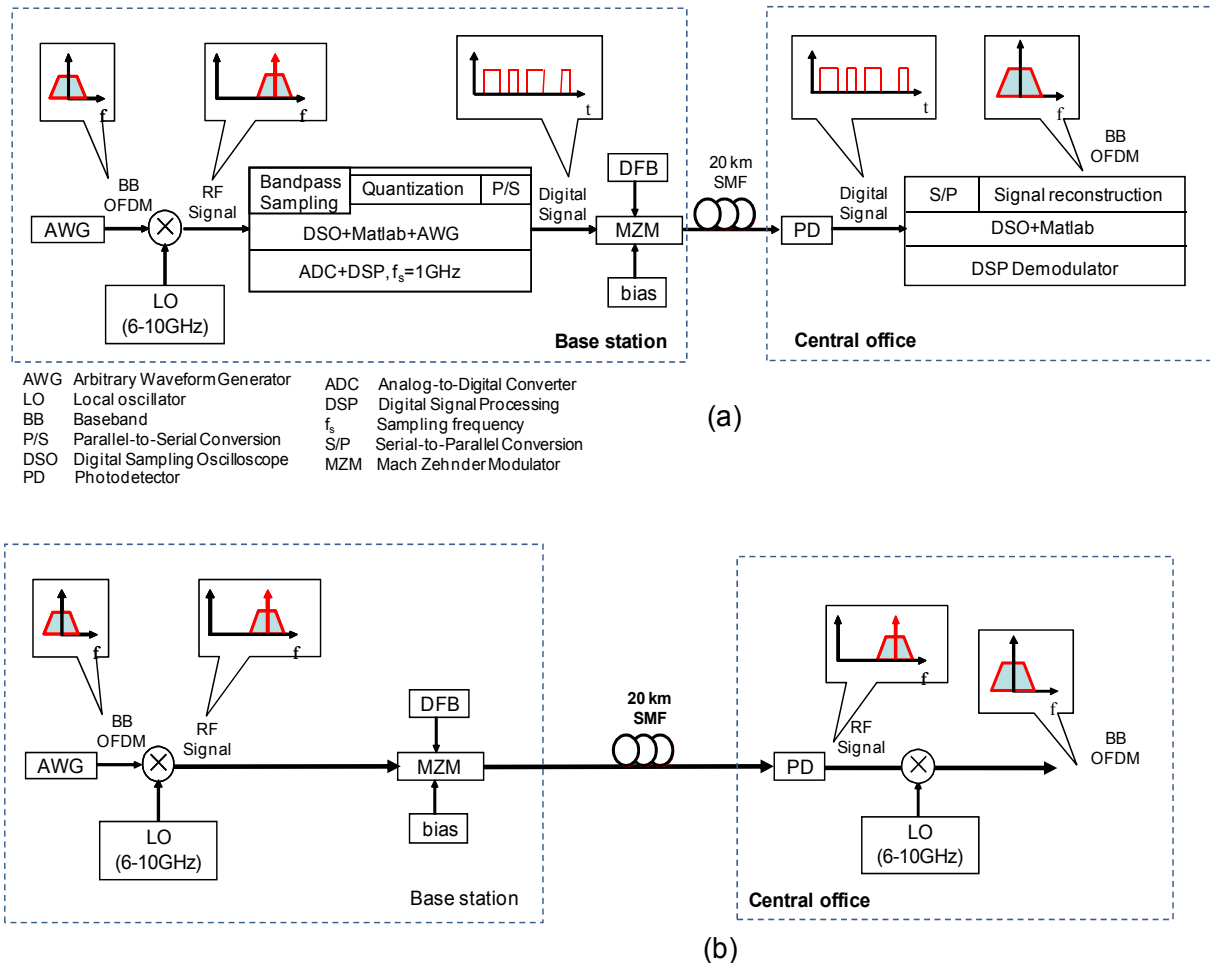 f
f
t
t
f
BB
OFDM
RF
Signal
Bandpass
Sampling
Quantization
P/S
Digital
Signal
DFB
20 km
SMF
Digital
Signal
BB
OFDM
S/P
Signal reconstruction
AWG
DSO+Matlab+AWG
MZM
PD
DSO+Matlab
ADC+DSP, fs=1GHz
DSP Demodulator
LO
(6-10GHz)
bias
Base station
Central office
AWG Arbitrary Waveform Generator
LO Local oscillator
BB Baseband
P/S Parallel-to-Serial Conversion
DSO Digital Sampling Oscilloscope
PD Photodetector
ADC Analog-to-Digital Converter
DSP Digital Signal Processing
fs Sampling frequency
S/P Serial-to-Parallel Conversion
MZM Mach Zehnder Modulator
(a)
f
f
f
f
BB
OFDM
RF
Signal
DFB
20 km
SMF
RF
Signal
BB
OFDM
AWG
MZM
PD
LO
(6-10GHz)
bias
LO
(6-10GHz)
Base station
Central office
(b)